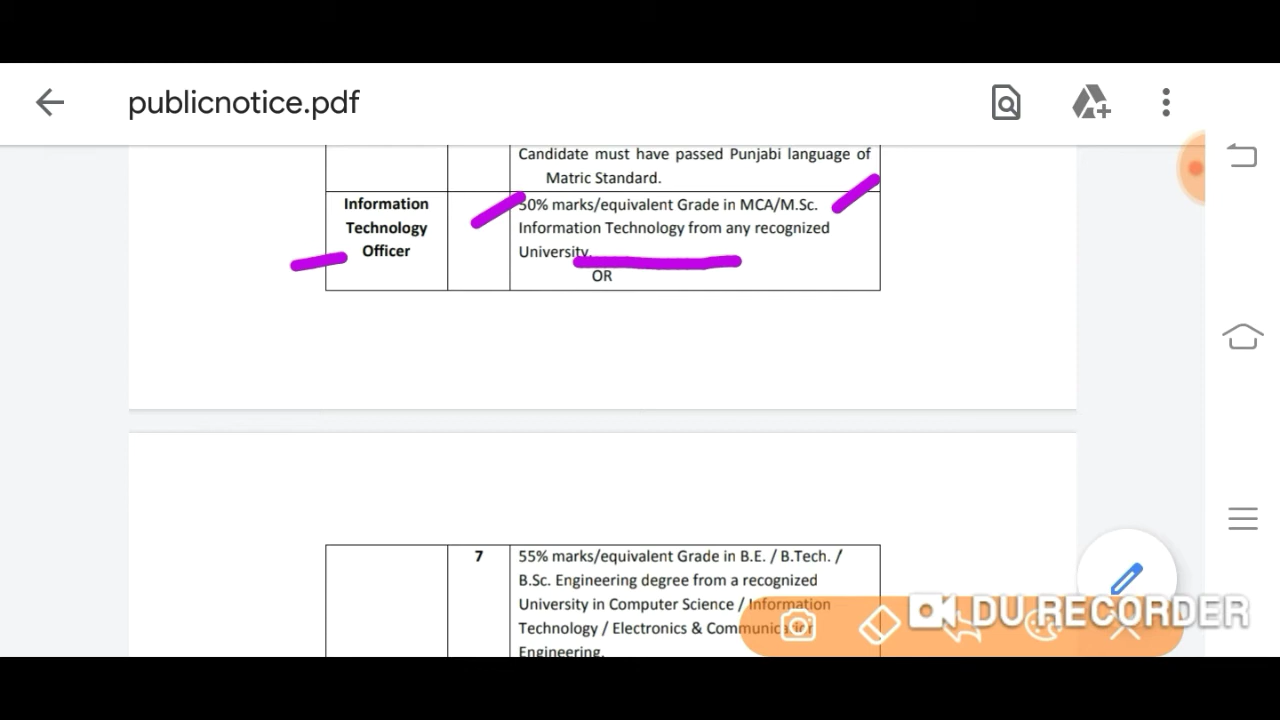 publicnotice.pdf
Candidate must have passed Punjabi language of
Matric Standard.
Information
Technology
Officer
50% marks/equivalent Grade in MCA/M.Sc.
Information Technology from any recognized
University.
OR
7
55% marks/equivalent Grade in B.E. / B.Tech. /
B.Sc. Engineering degree from a recognized
University in Computer Science / Information
Technology / Electronics & Communication
Engineering.
DU RECORDER